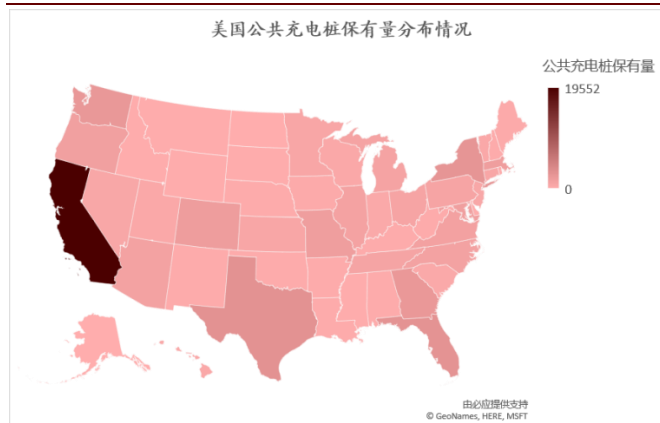 美国公共充电桩保有量分布情况
公共充电桩保有量
19552
0
由必应提供支持
© GeoNames, HERE, MSFT